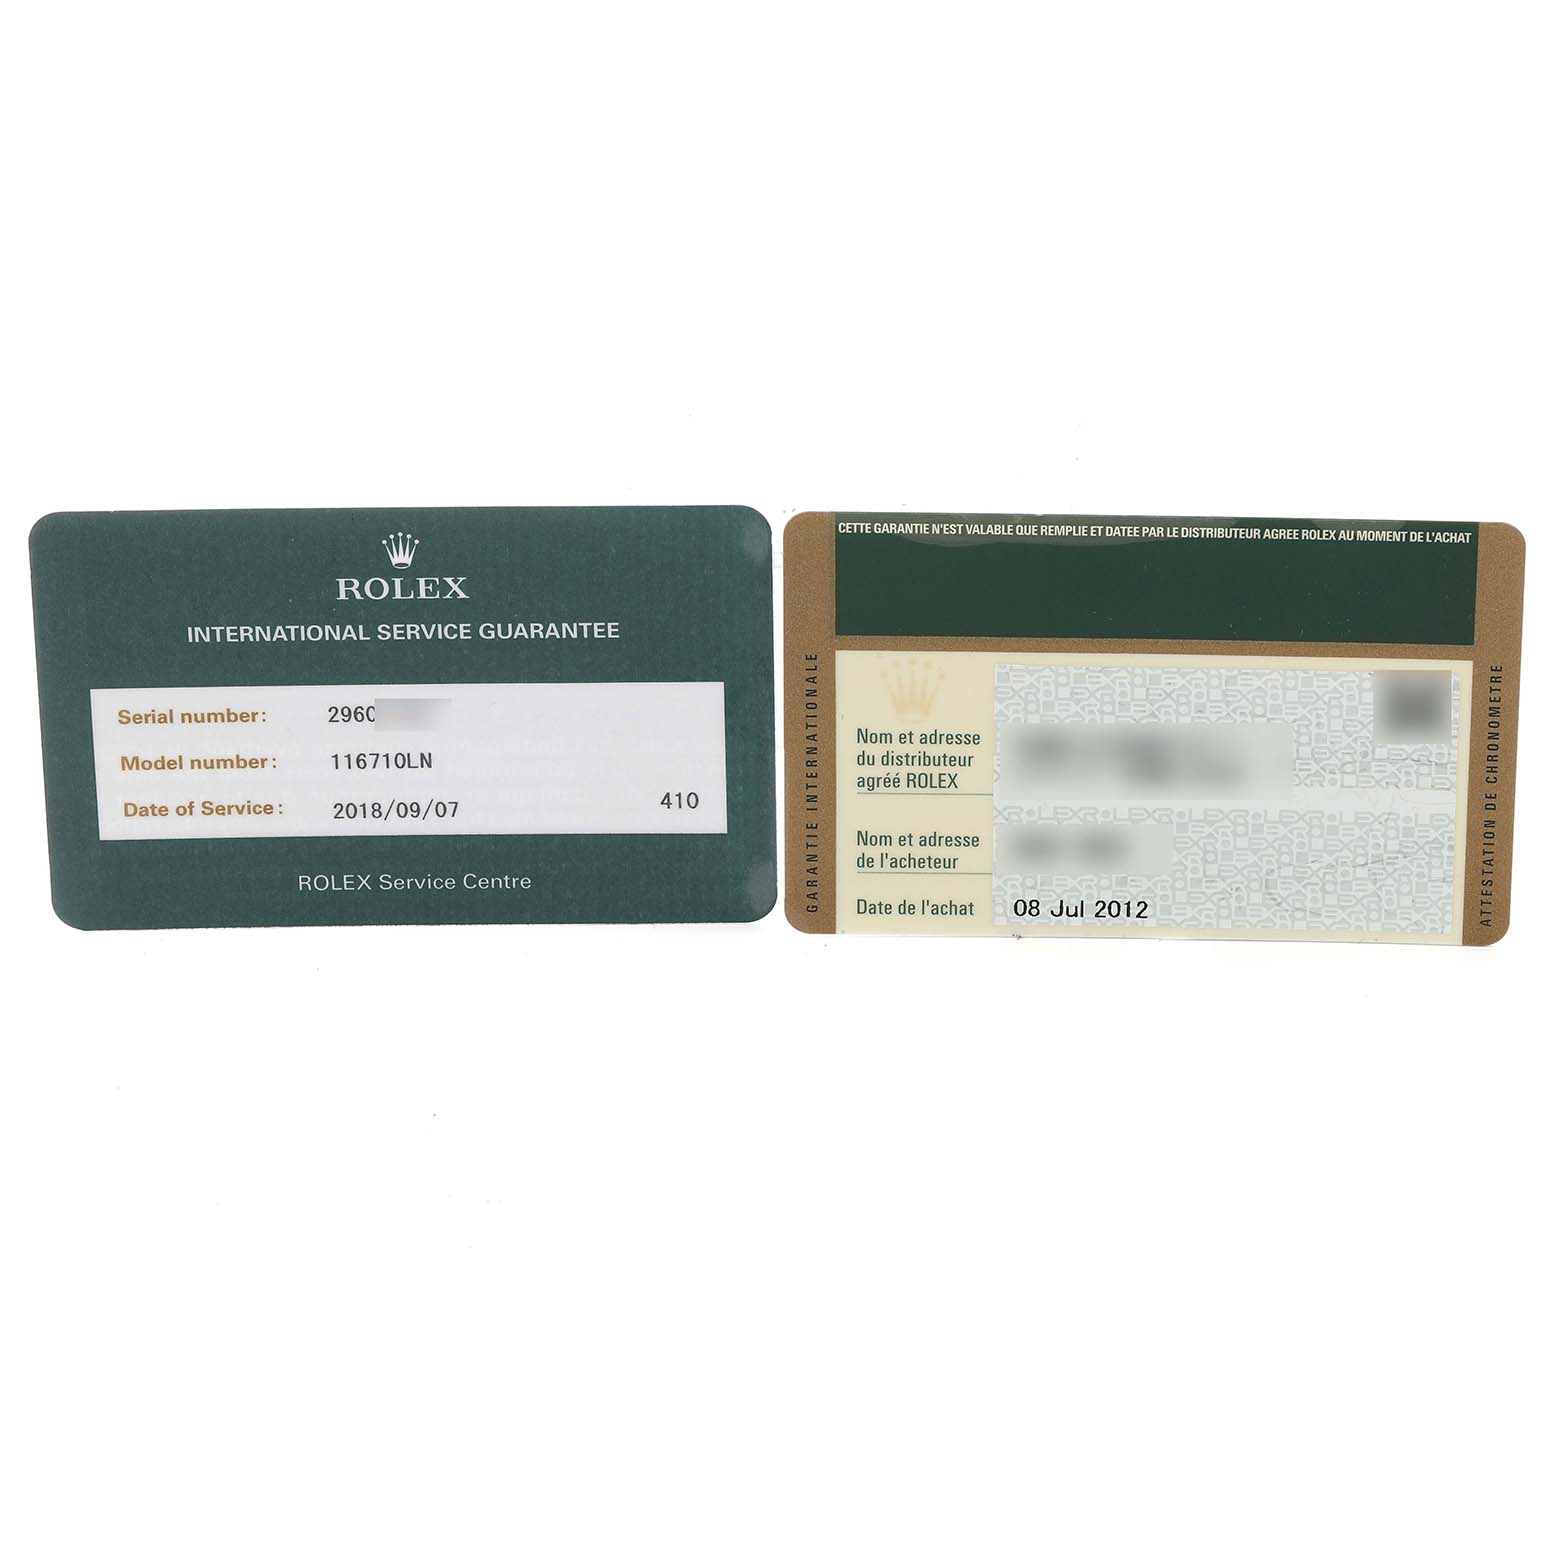 ROLEX
INTERNATIONAL SERVICE GUARANTEE
Serial number: 2960
Model number: 116710LN
Date of Service: 2018/09/07 410
ROLEX Service Centre
CETTE GARANTIE N'EST VALABLE QUE REMPLIE ET DATEE PAR LE DISTRIBUTEUR AGREE ROLEX AU MOMENT DE L'ACHAT
GARANTIE INTERNATIONALE
Nom et adresse
du distributeur
agréé ROLEX
Nom et adresse
de l'acheteur
Date de l'achat 08 Jul 2012
ATTESTATION DE CHRONOMETRE